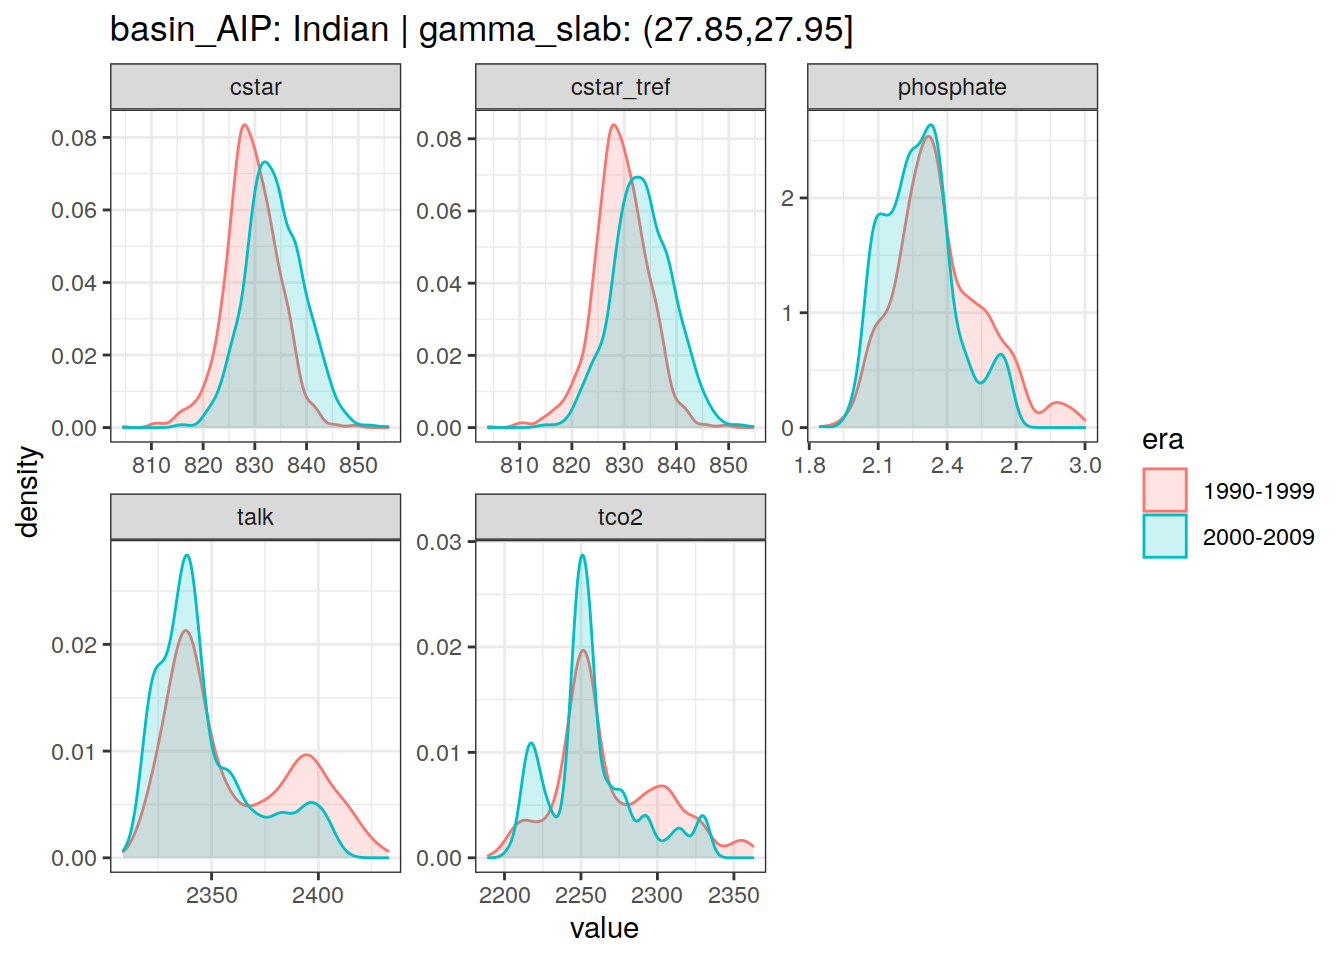 basin_AIP: Indian | gamma_slab: (27.85,27.95]
cstar
cstar_tref
phosphate
0.08
0.06
0.04
0.02
0.00
810 820 830 840 850
0.08
0.06
0.04
0.02
0.00
810 820 830 840 850
2
1
0
1.8 2.1 2.4 2.7 3.0
talk
tco2
0.02
0.01
0.00
2350 2400
0.03
0.02
0.01
0.00
2200 2250 2300 2350
density
value
era
1990-1999
2000-2009